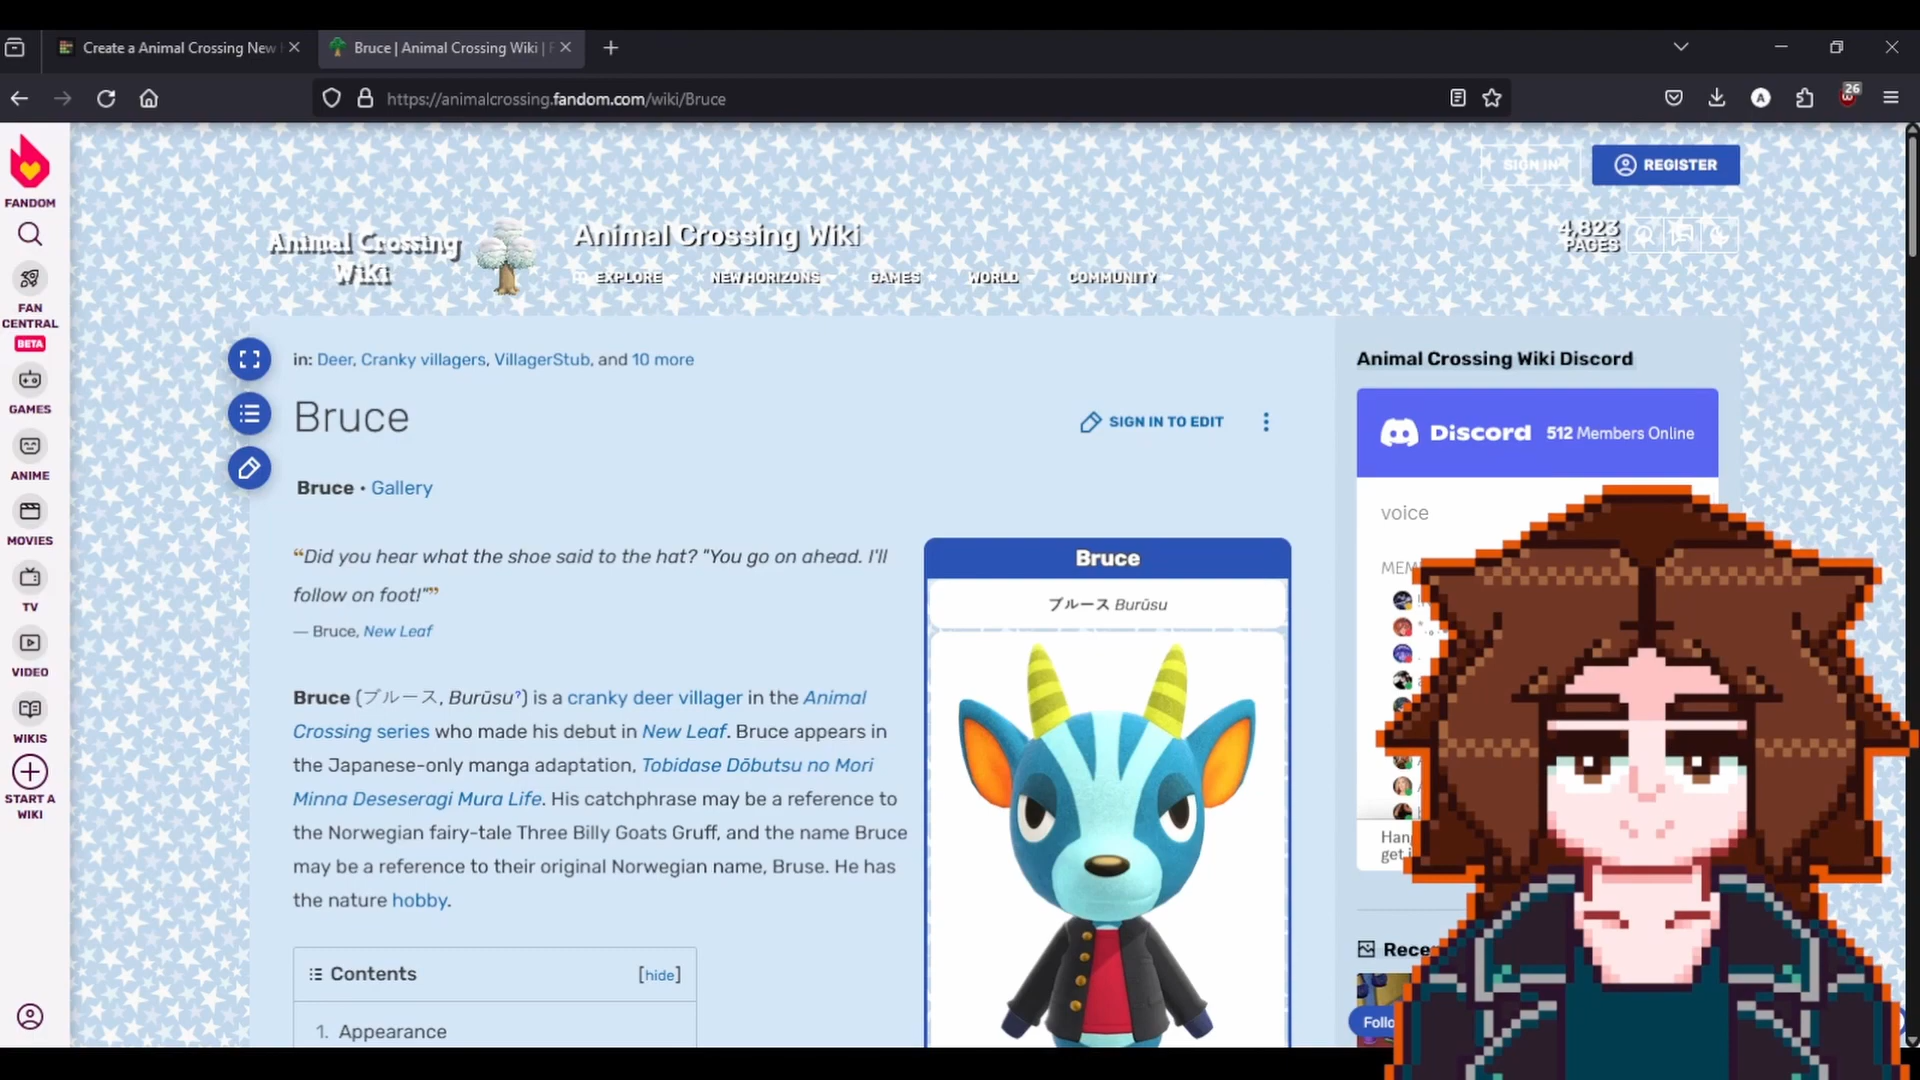 Create a Animal Crossing New
Bruce | Animal Crossing Wiki |
https://animalcrossing.fandom.com/wiki/Bruce
A
26
FANDOM
FAN CENTRAL
BETA
GAMES
ANIME
MOVIES
TV
VIDEO
WIKIS
START A WIKI
SIGN IN
REGISTER
Animal Crossing
Wiki
Animal Crossing Wiki
EXPLORE
NEW HORIZONS
GAMES
WORLD
COMMUNITY
4,823
PAGES
in: Deer, Cranky villagers, VillagerStub, and 10 more
Bruce
SIGN IN TO EDIT
Bruce • Gallery
“Did you hear what the shoe said to the hat? "You go on ahead. I'll
follow on foot!"”
— Bruce, New Leaf
Bruce (ブルース, Burūsu?) is a cranky deer villager in the Animal
Crossing series who made his debut in New Leaf. Bruce appears in
the Japanese-only manga adaptation, Tobidase Dōbutsu no Mori
Minna Deseseragi Mura Life. His catchphrase may be a reference to
the Norwegian fairy-tale Three Billy Goats Gruff, and the name Bruce
may be a reference to their original Norwegian name, Bruse. He has
the nature hobby.
Contents [hide]
1. Appearance
Bruce
ブルース Burūsu
Animal Crossing Wiki Discord
Discord 512 Members Online
voice
MEM
Hang
get i
Rece
Follo